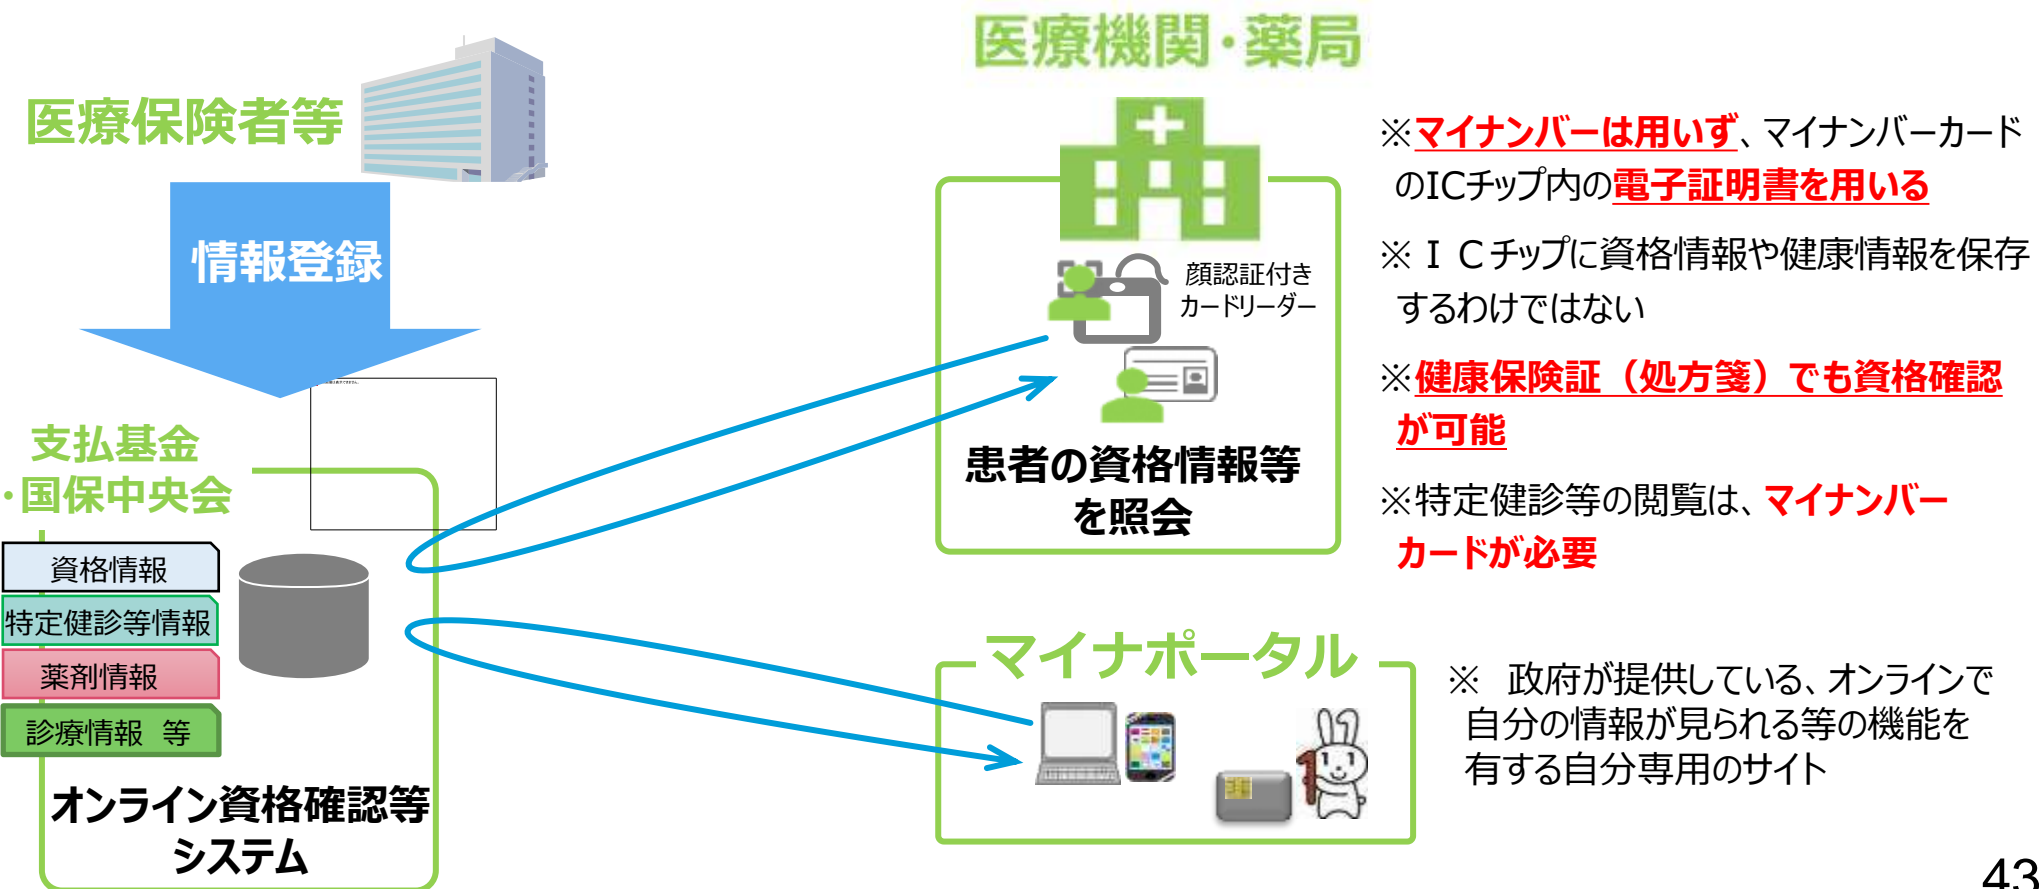 医療保険者等
情報登録
支払基金
・国保中央会
資格情報
特定健診等情報
薬剤情報
診療情報 等
オンライン資格確認等
システム
医療機関・薬局
顔認証付き
カードリーダー
患者の資格情報等
を照会
※マイナンバーは用いず、マイナンバーカード
のICチップ内の電子証明書を用いる
※ＩＣチップに資格情報や健康情報を保存
するわけではない
※健康保険証（処方箋）でも資格確認
が可能
※特定健診等の閲覧は、マイナンバー
カードが必要
マイナポータル
※ 政府が提供している、オンラインで
自分の情報が見られる等の機能を
有する自分専用のサイト
43